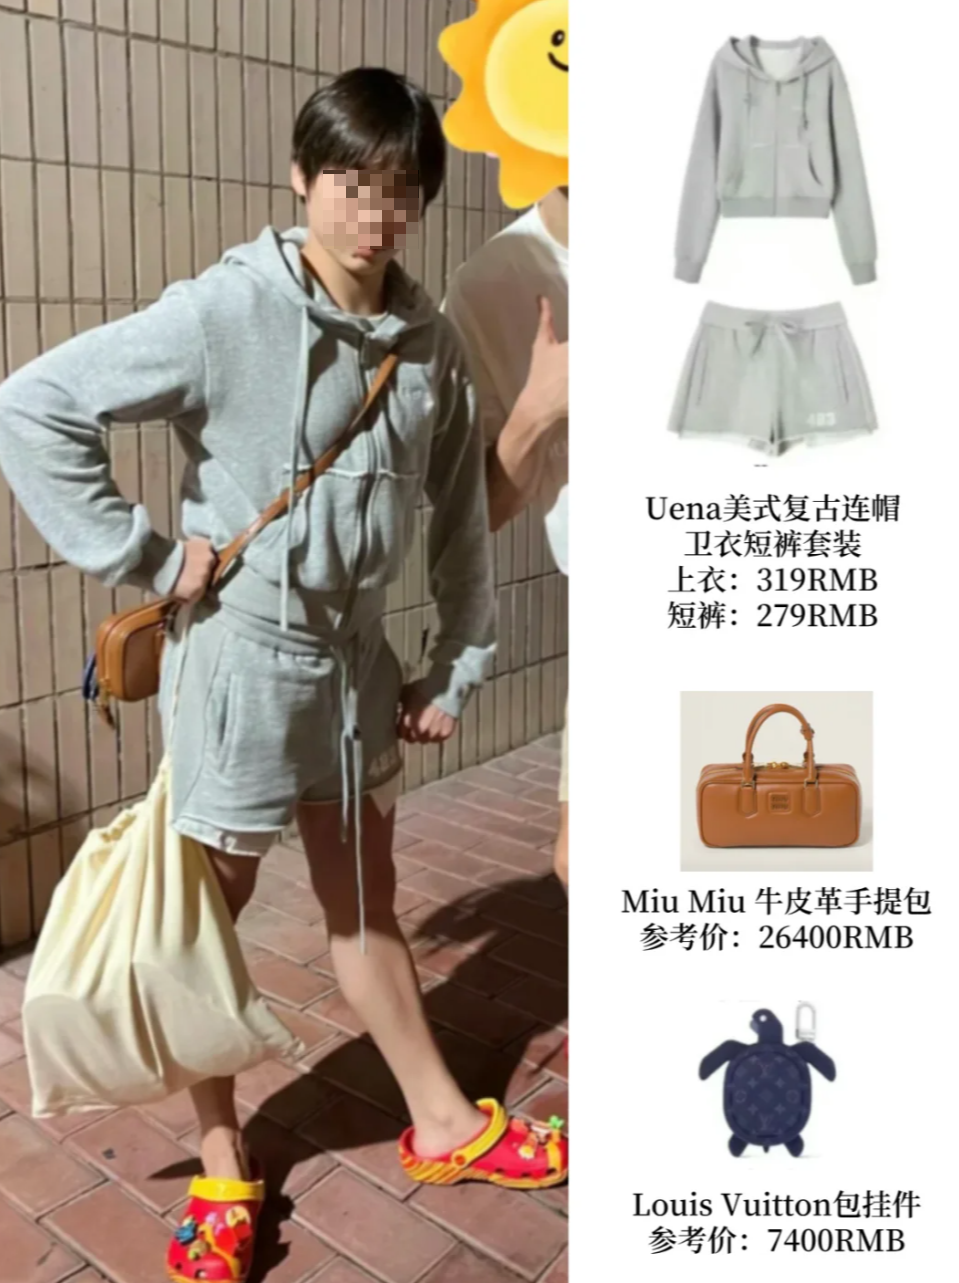 483
Uena美式复古连帽
卫衣短裤套装
上衣：319RMB
短裤：279RMB
Miu Miu 牛皮革手提包
参考价：26400RMB
Louis Vuitton包挂件
参考价：7400RMB